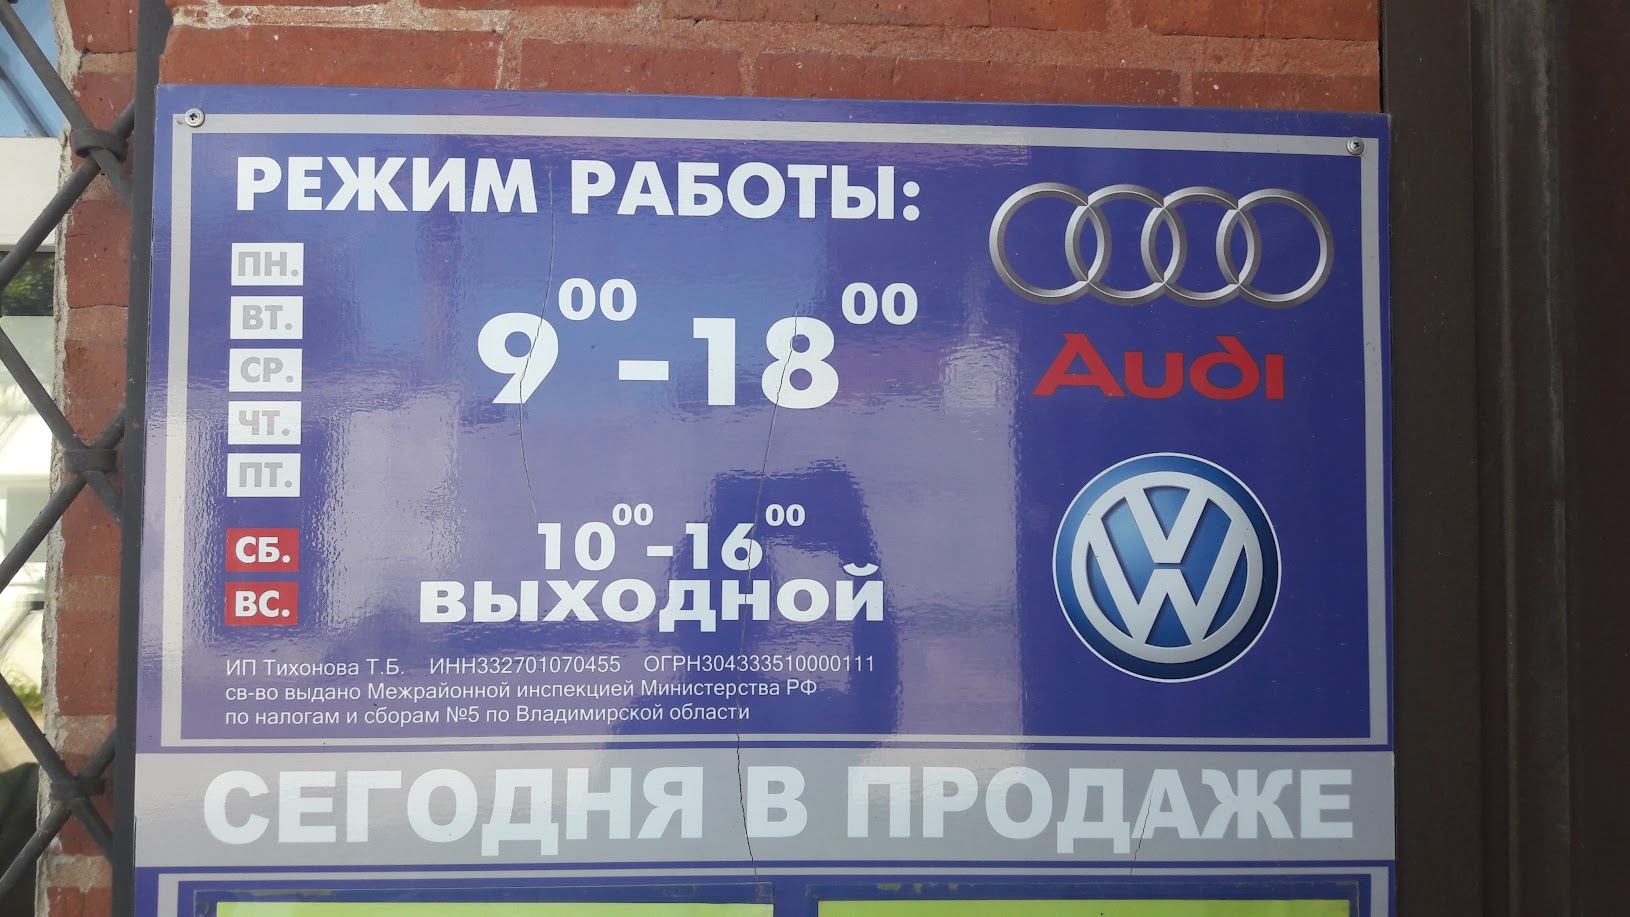 РЕЖИМ РАБОТЫ:
ПН.
ВТ.
СР.
ЧТ.
ПТ.
9⁰⁰-18⁰⁰
СБ. 10⁰⁰-16⁰⁰
ВС. ВЫХОДНОЙ
Audi
VW
ИП Тихонова Т.Б. ИНН332701070455 ОГРН304333510000111
св-во выдано Межрайонной инспекцией Министерства РФ
по налогам и сборам №5 по Владимирской области
СЕГОДНЯ В ПРОДАЖЕ